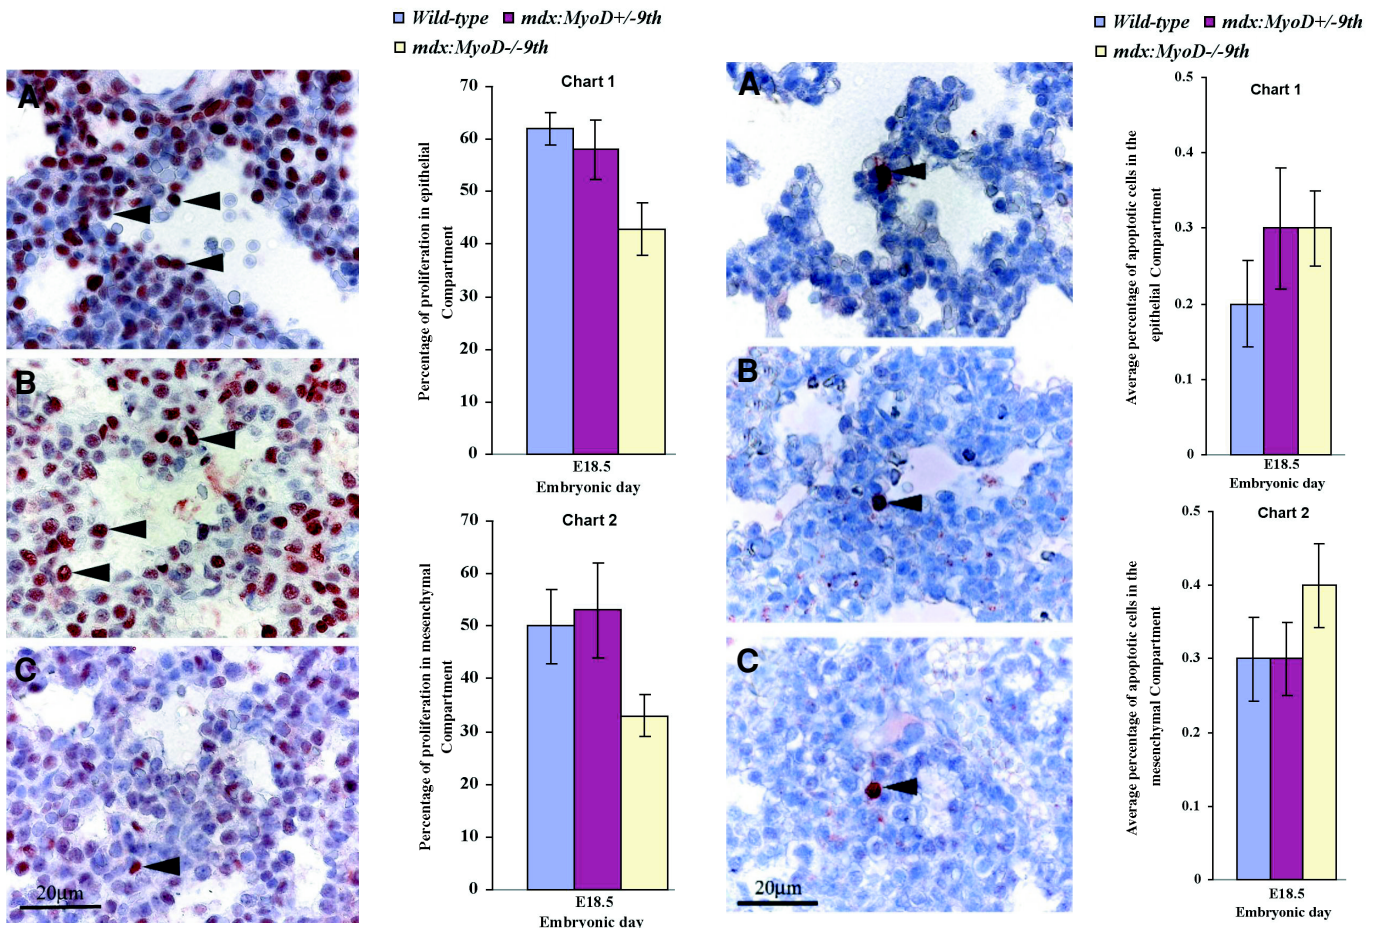 Wild-type mdx:MyoD+/-9th
mdx:MyoD-/-9th
A
B
C
20µm
Chart 1
Percentage of proliferation in epithelial
Compartment
70
60
50
40
30
20
10
0
E18.5
Embryonic day
Chart 2
Percentage of proliferation in mesenchymal
Compartment
70
60
50
40
30
20
10
0
E18.5
Embryonic day
Wild-type mdx:MyoD+/-9th
mdx:MyoD-/-9th
A
B
C
20µm
Chart 1
Average percentage of apoptotic cells in the
epithelial Compartment
0.5
0.4
0.3
0.2
0.1
0
E18.5
Embryonic day
Chart 2
Average percentage of apoptotic cells in the
mesenchymal Compartment
0.5
0.4
0.3
0.2
0.1
0
E18.5
Embryonic day